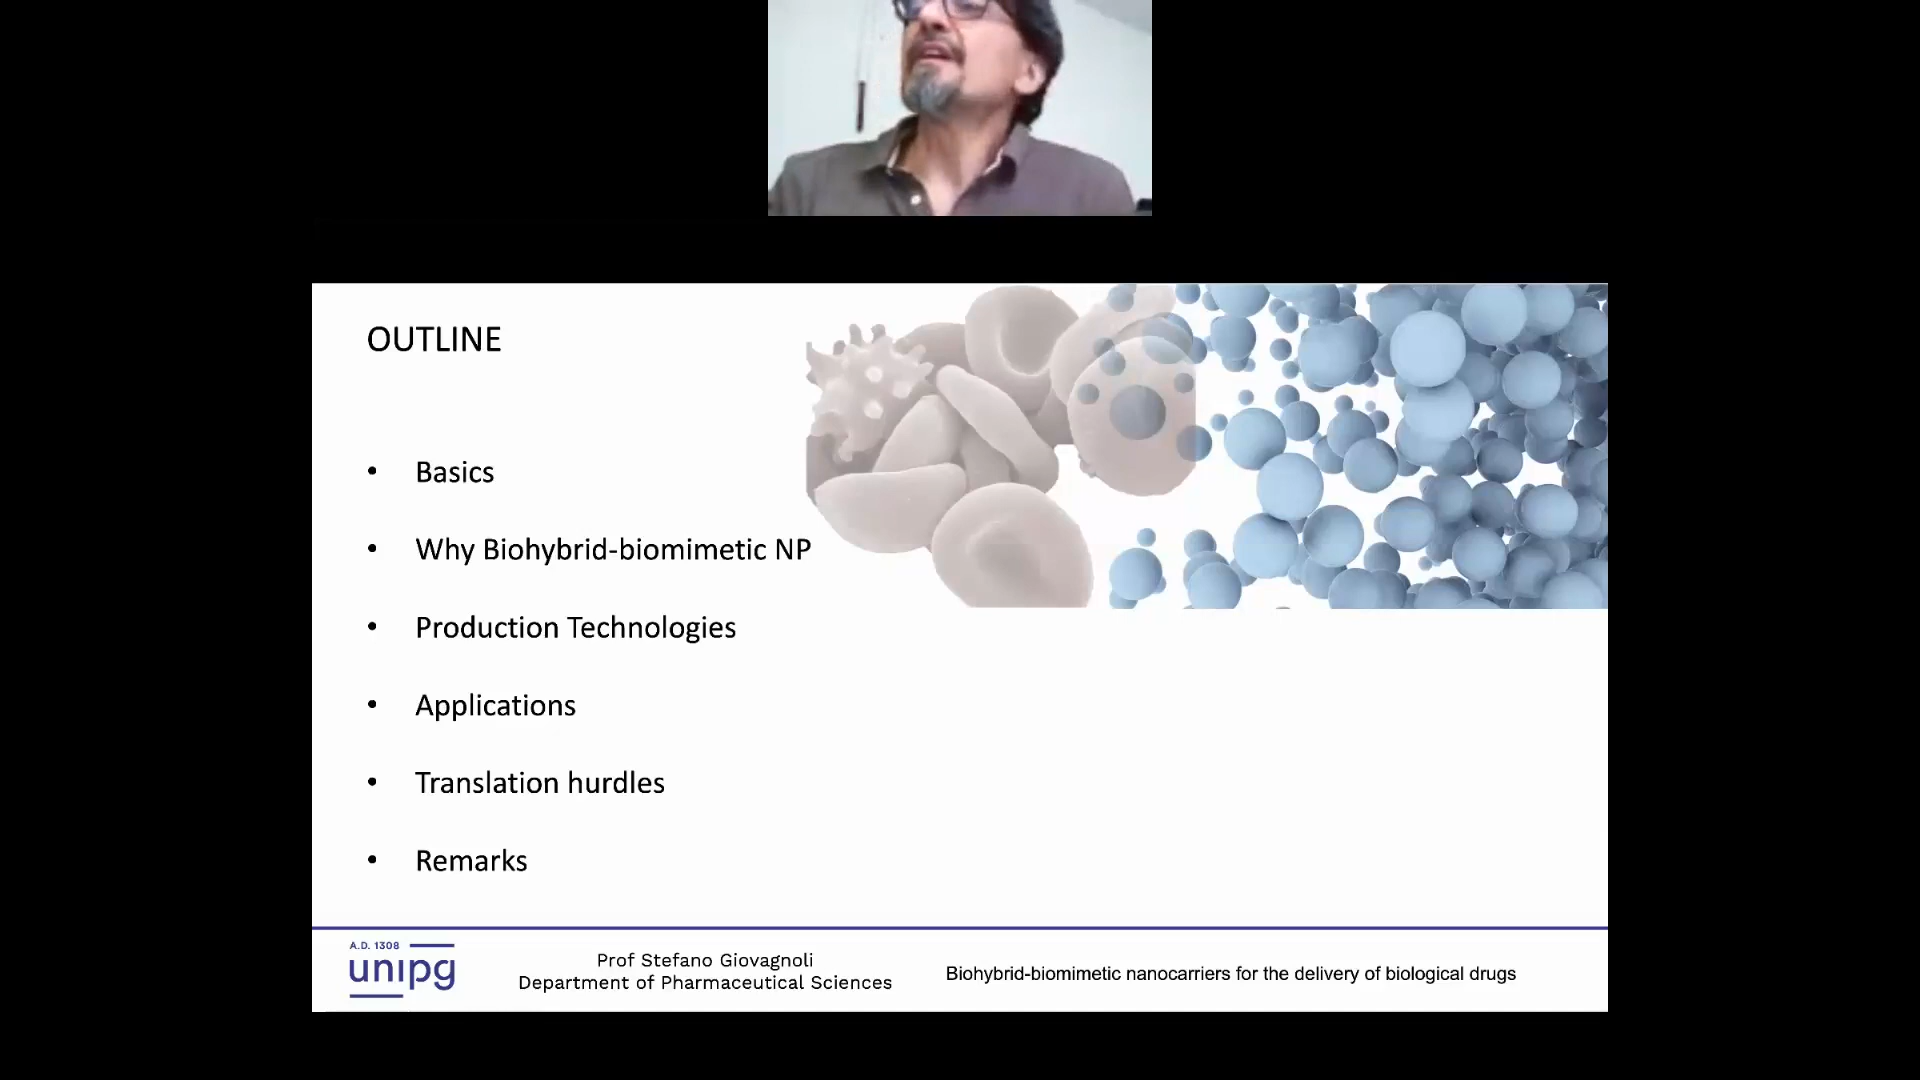 OUTLINE
• Basics
• Why Biohybrid-biomimetic NP
• Production Technologies
• Applications
• Translation hurdles
• Remarks
A.D. 1308
unipg
Prof Stefano Giovagnoli
Department of Pharmaceutical Sciences
Biohybrid-biomimetic nanocarriers for the delivery of biological drugs